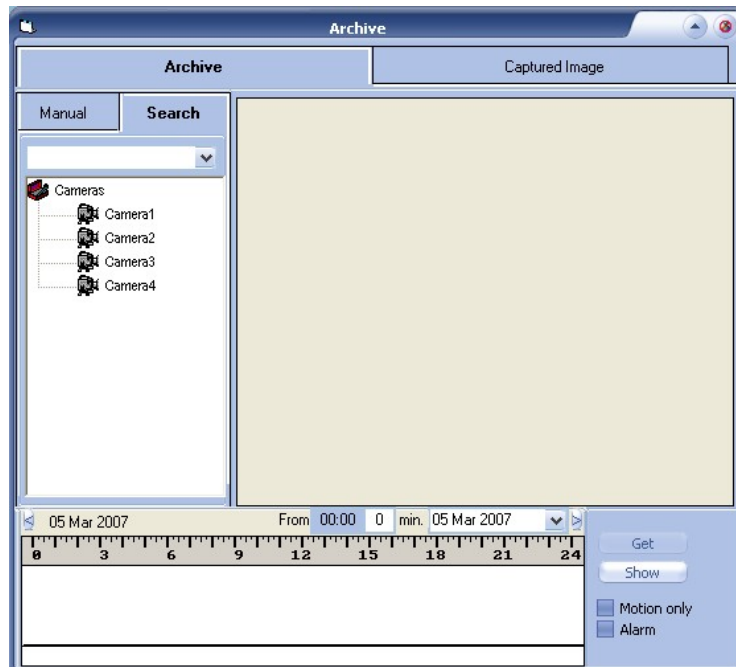 Archive
Archive Captured Image
Manual Search
Cameras
Camera1
Camera2
Camera3
Camera4
05 Mar 2007 From 00:00 0 min. 05 Mar 2007
0 3 6 9 12 15 18 21 24
Get
Show
Motion only
Alarm